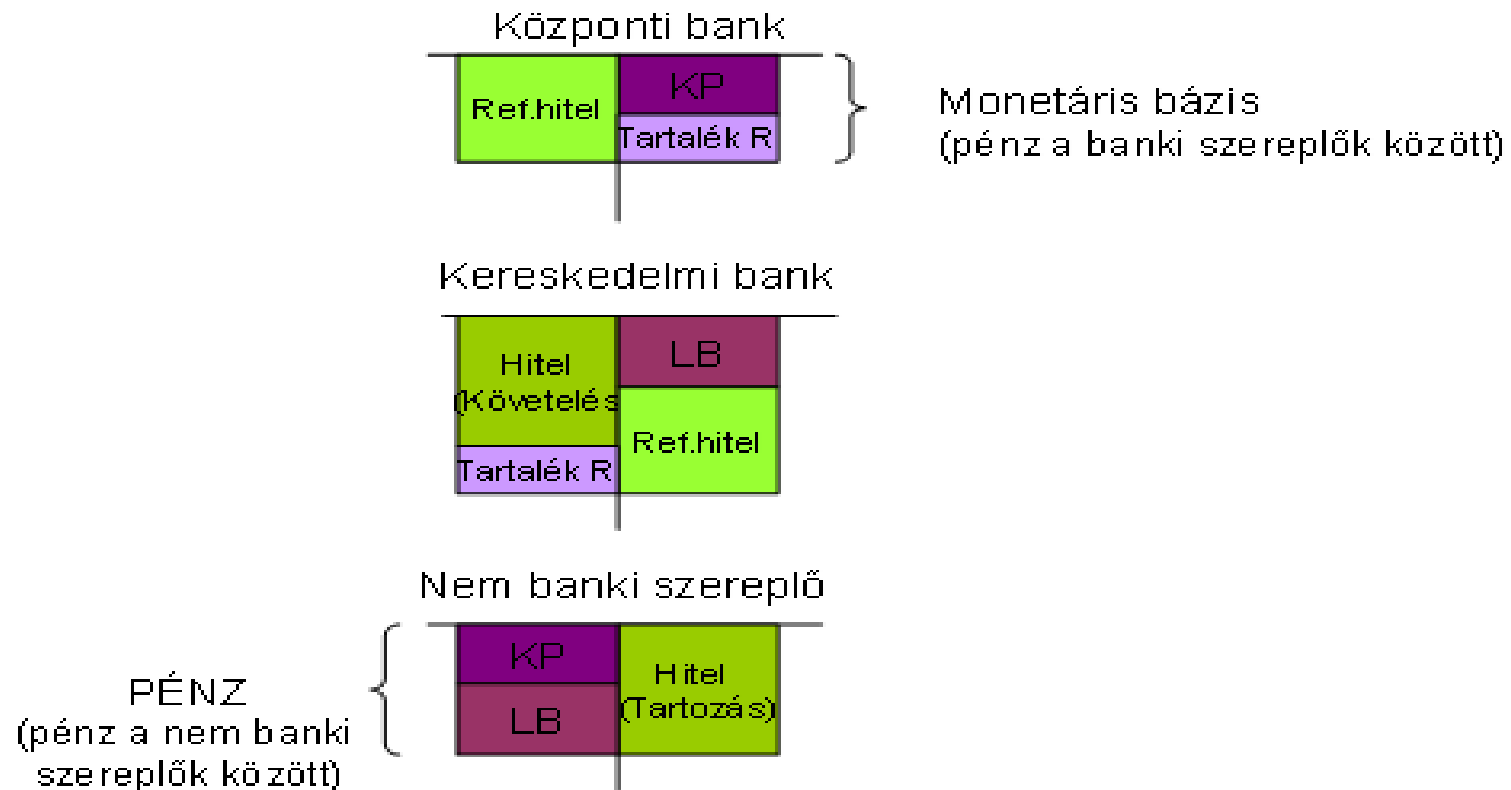 Központi bank
Ref.hitel
KP
Tartalék R
Monetáris bázis
(pénz a banki szereplők között)
Kereskedelmi bank
Hitel
(Követelés
LB
Ref.hitel
Tartalék R
Nem banki szereplő
KP
LB
Hitel
(Tartozás)
PÉNZ
(pénz a nem banki
szereplők között)